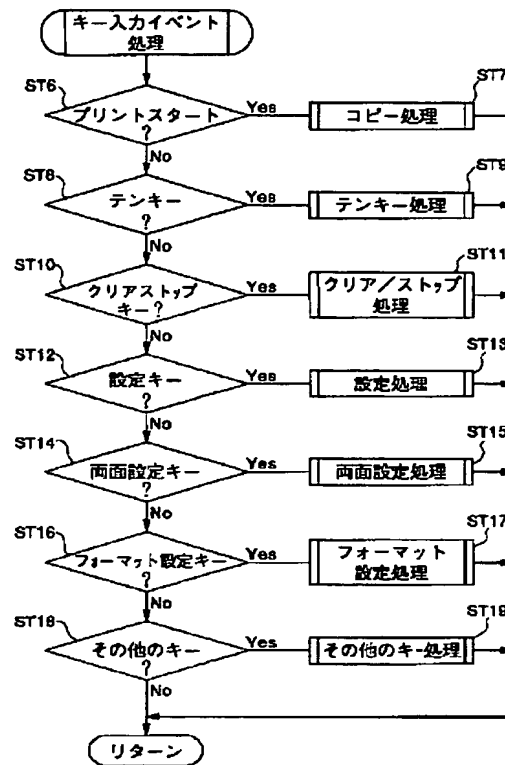 キー入力イベント
処理
ST6
プリントスタート
?
Yes
ST7
コピー処理
No
ST8
テンキー
?
Yes
ST9
テンキー処理
No
ST10
クリアストップ
キー?
Yes
ST11
クリア/ストップ
処理
No
ST12
設定キー
?
Yes
ST13
設定処理
No
ST14
両面設定キー
?
Yes
ST15
両面設定処理
No
ST16
フォーマット設定キー
?
Yes
ST17
フォーマット
設定処理
No
ST18
その他のキー
?
Yes
ST19
その他のキー処理
No
リターン